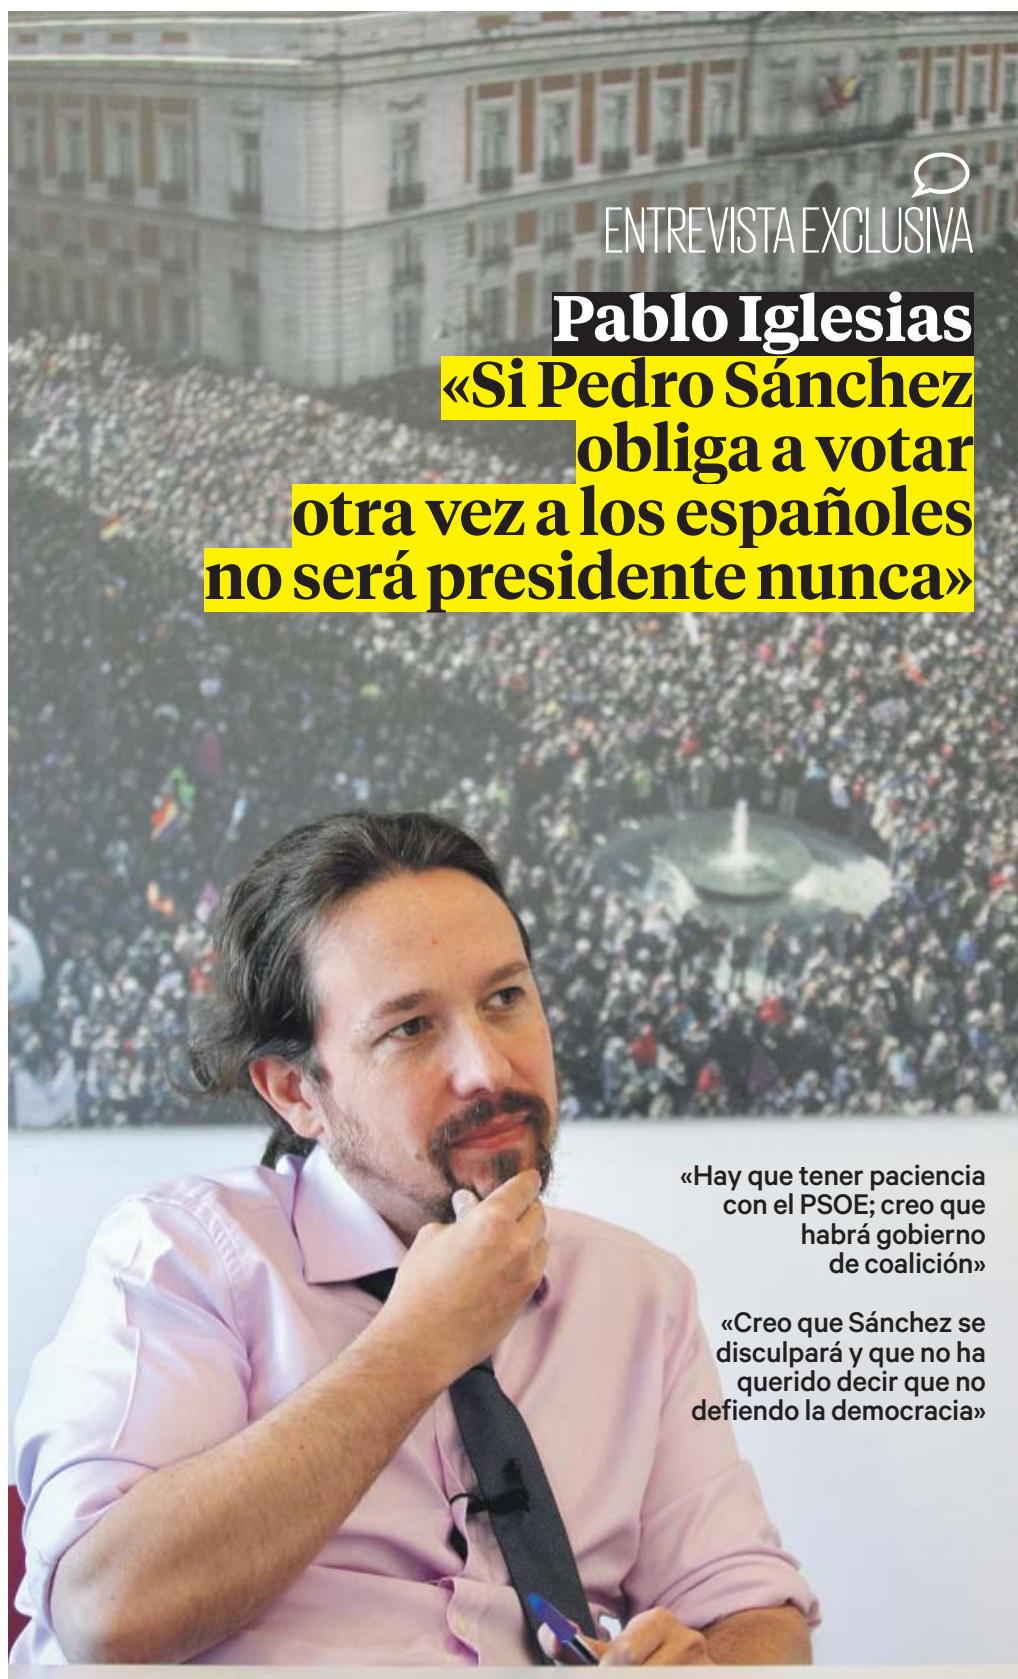 ENTREVISTA EXCLUSIVA
Pablo Iglesias
«Si Pedro Sánchez
obliga a votar
otra vez a los españoles
no será presidente nunca»
«Hay que tener paciencia
con el PSOE; creo que
habrá gobierno
de coalición»
«Creo que Sánchez se
disculpará y que no ha
querido decir que no
defiendo la democracia»